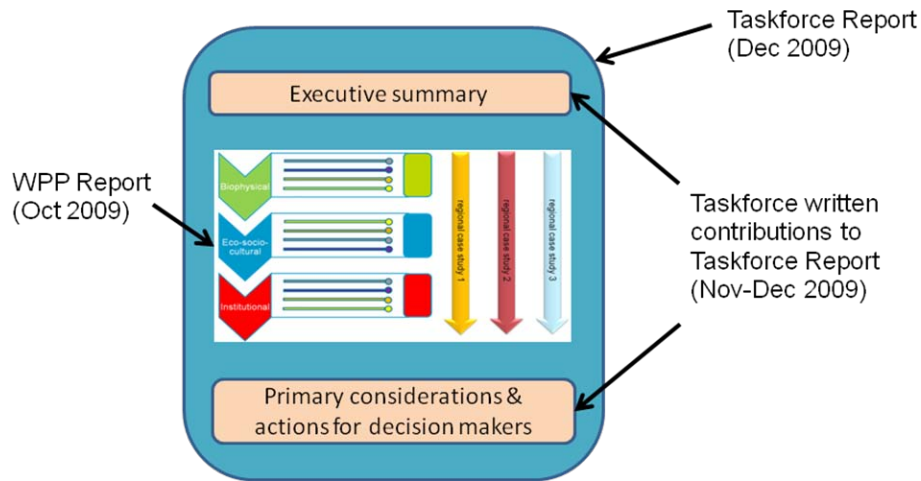 Taskforce Report
(Dec 2009)
Executive summary
WPP Report
(Oct 2009)
Biophysical
Eco-socio-
cultural
Institutional
regional case study 1
regional case study 2
regional case study 3
Taskforce written
contributions to
Taskforce Report
(Nov-Dec 2009)
Primary considerations &
actions for decision makers